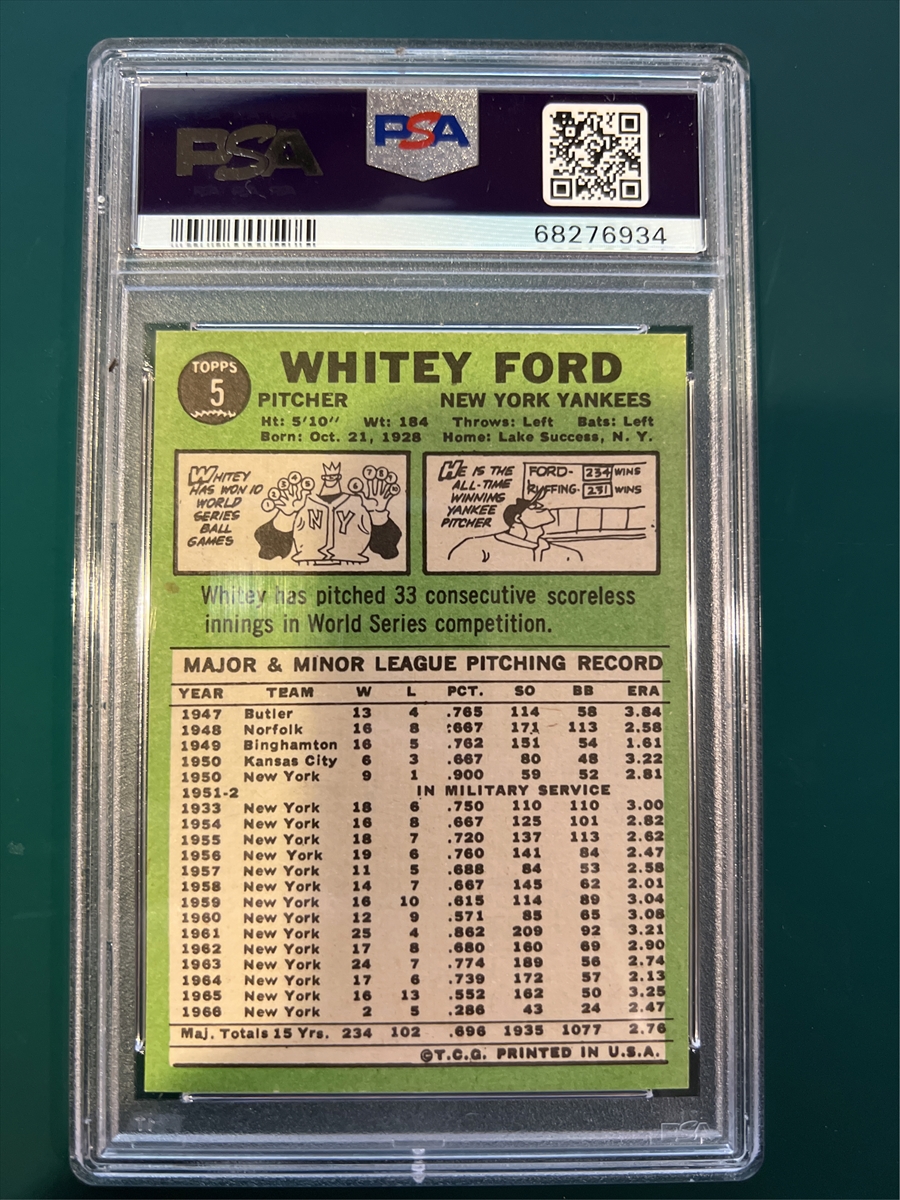 PSA PSA
68276934
TOPPS
5
WHITEY FORD
PITCHER NEW YORK YANKEES
Ht: 5'10" Wt: 184 Throws: Left Bats: Left
Born: Oct. 21, 1928 Home: Lake Success, N. Y.
WHITEY
HAS WON 10
WORLD
SERIES
BALL
GAMES
NY
HE IS THE
ALL-TIME
WINNING
YANKEE
PITCHER
FORD- 234 WINS
RUFFING- 231 WINS
Whitey has pitched 33 consecutive scoreless
innings in World Series competition.
MAJOR & MINOR LEAGUE PITCHING RECORD
YEAR TEAM W L PCT. SO BB ERA
1947 Butler 13 4 .765 114 58 3.84
1948 Norfolk 16 8 .667 171 113 2.58
1949 Binghamton 16 5 .762 151 54 1.61
1950 Kansas City 6 3 .667 80 48 3.22
1950 New York 9 1 .900 59 52 2.81
1951-2 IN MILITARY SERVICE
1933 New York 18 6 .750 110 110 3.00
1954 New York 16 8 .667 125 101 2.82
1955 New York 18 7 .720 137 113 2.62
1956 New York 19 6 .760 141 84 2.47
1957 New York 11 5 .688 84 53 2.58
1958 New York 14 7 .667 145 62 2.01
1959 New York 16 10 .615 114 89 3.04
1960 New York 12 9 .571 85 65 3.08
1961 New York 25 4 .862 209 92 3.21
1962 New York 17 8 .680 160 69 2.90
1963 New York 24 7 .774 189 56 2.74
1964 New York 17 6 .739 172 57 2.13
1965 New York 16 13 .552 162 50 3.25
1966 New York 2 5 .286 43 24 2.47
Maj. Totals 15 Yrs. 234 102 .696 1935 1077 2.76
©T.C.G. PRINTED IN U.S.A.
PSA